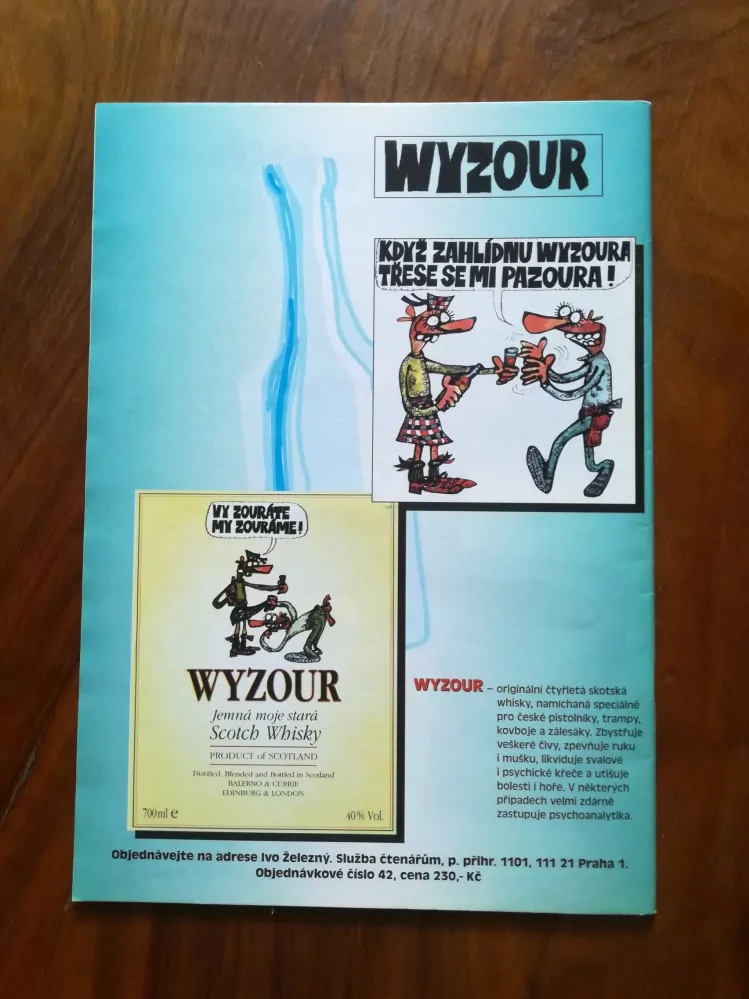 WYZOUR
KDYŽ ZAHLÍDNU WYZOURA
TŘESE SE MI PAZOURA!
VY ZOURÁTE
MY ZOURÁME!
WYZOUR
Jemná moje stará
Scotch Whisky
PRODUCT of SCOTLAND
Distilled, Blended and Bottled in Scotland
BALERNO & CURRIE
EDINBURG & LONDON
700ml e
40% Vol.
WYZOUR – originální čtyřletá skotská
whisky, namíchaná speciálně
pro české pistolníky, trampy,
kovboje a zálesáky. Zbystřuje
veškeré čivy, zpevňuje ruku
i mušku, likviduje svalové
i psychické křeče a utišuje
bolesti i hoře. V některých
případech velmi zdárně
zastupuje psychoanalytika.
Objednávejte na adrese Ivo Železný. Služba čtenářům, p. přihr. 1101, 111 21 Praha 1.
Objednávkové číslo 42, cena 230,- Kč